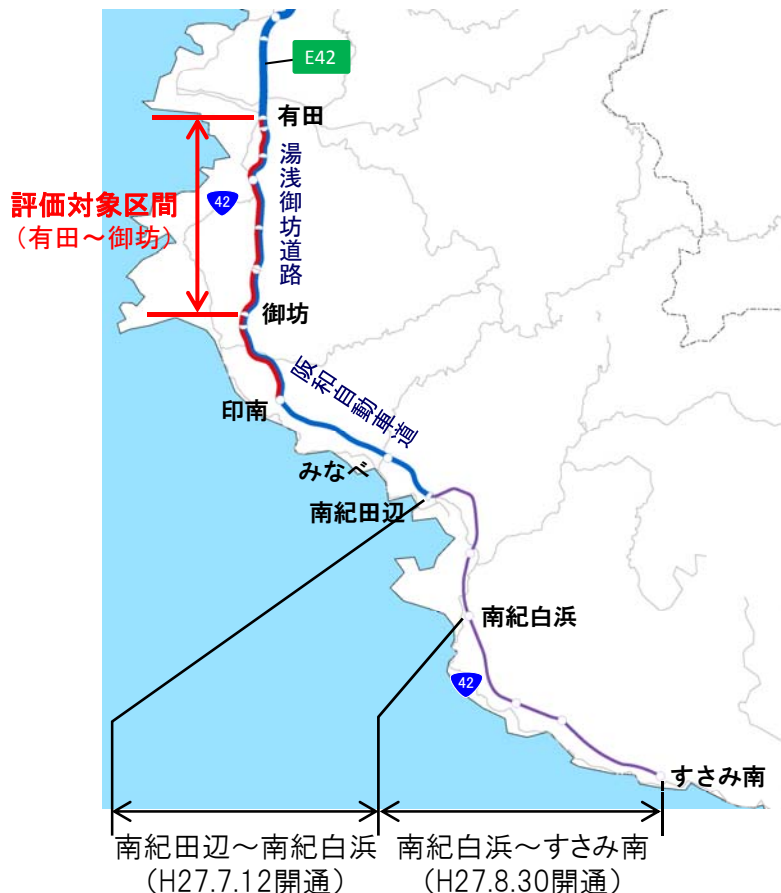 E42
有田
湯浅御坊道路
42
評価対象区間
（有田～御坊）
御坊
阪和自動車道
印南
みなべ
南紀田辺
南紀白浜
42
すさみ南
南紀田辺～南紀白浜
（H27.7.12開通）
南紀白浜～すさみ南
（H27.8.30開通）